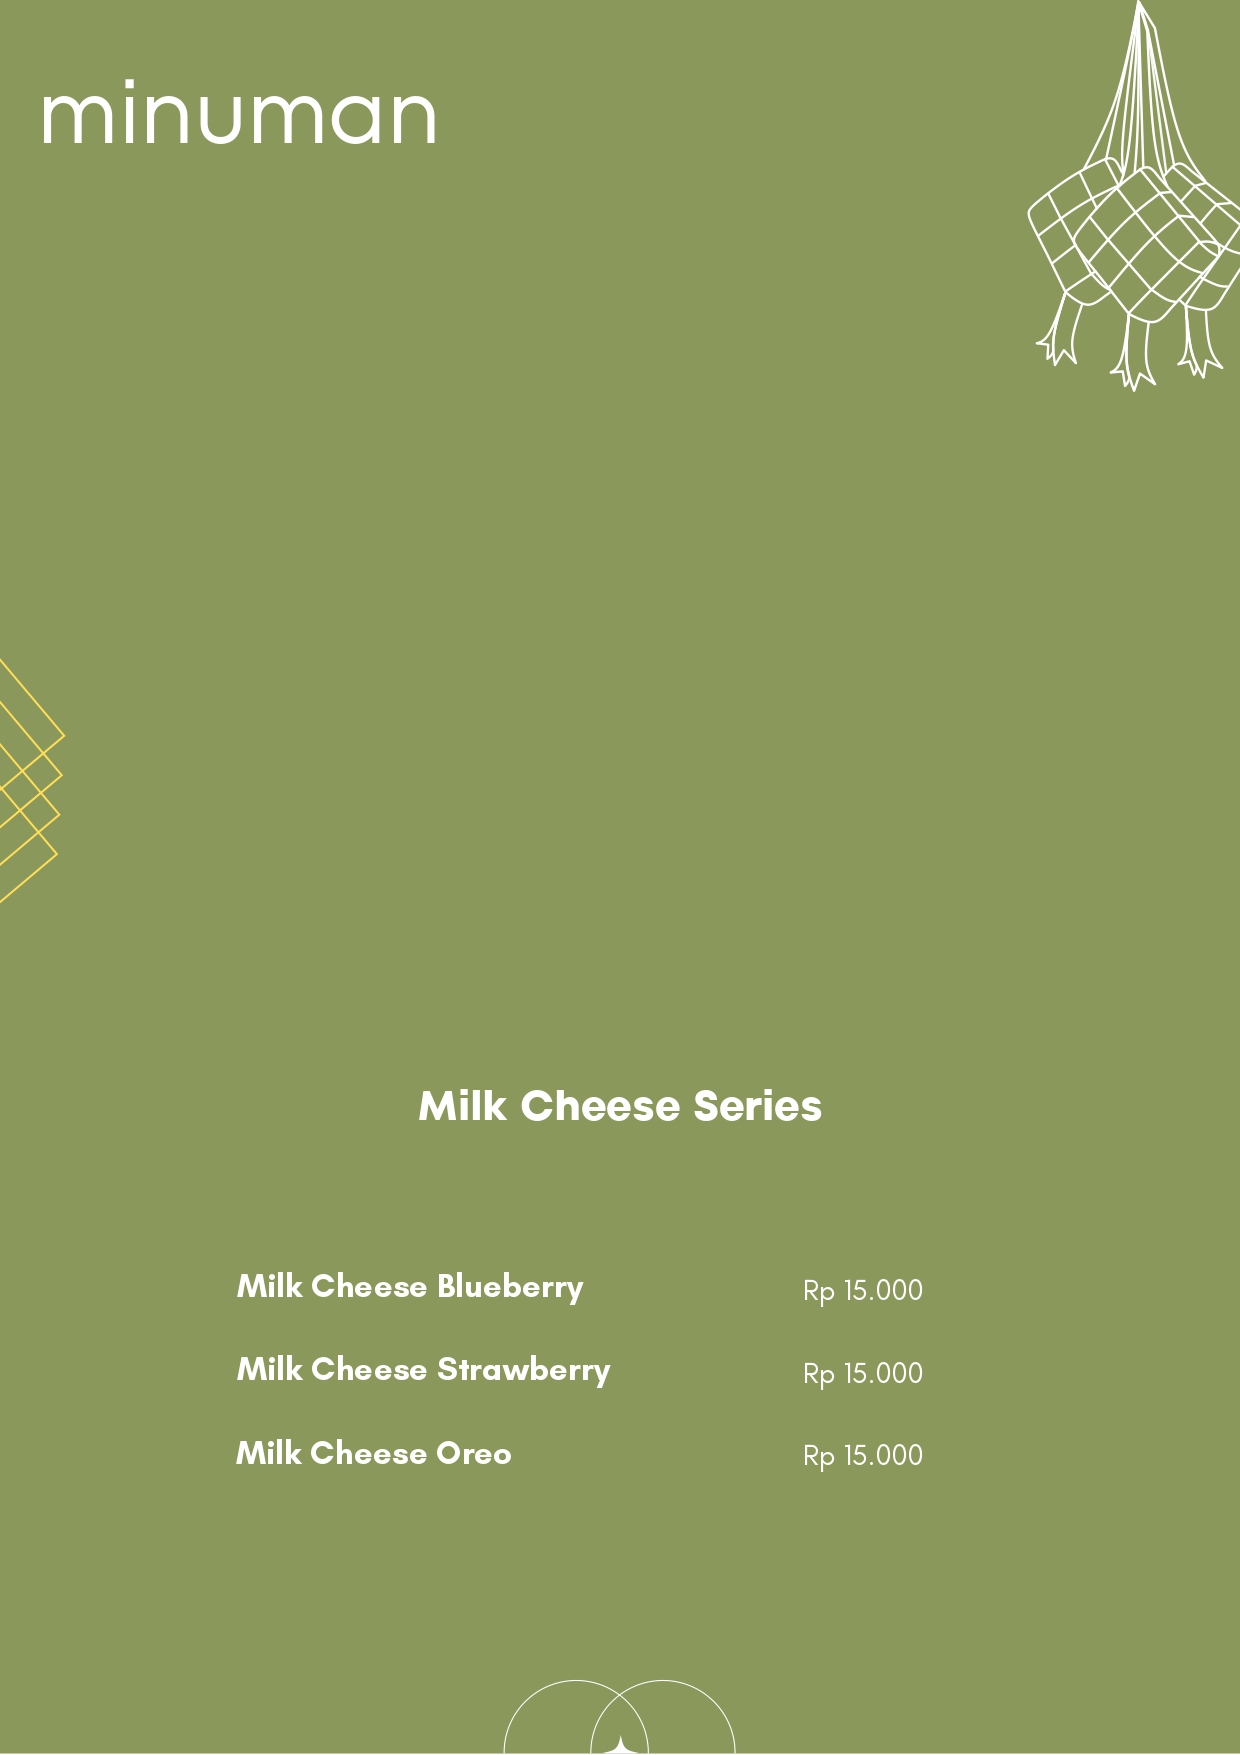 minuman
Milk Cheese Series
Milk Cheese Blueberry Rp 15.000
Milk Cheese Strawberry Rp 15.000
Milk Cheese Oreo Rp 15.000